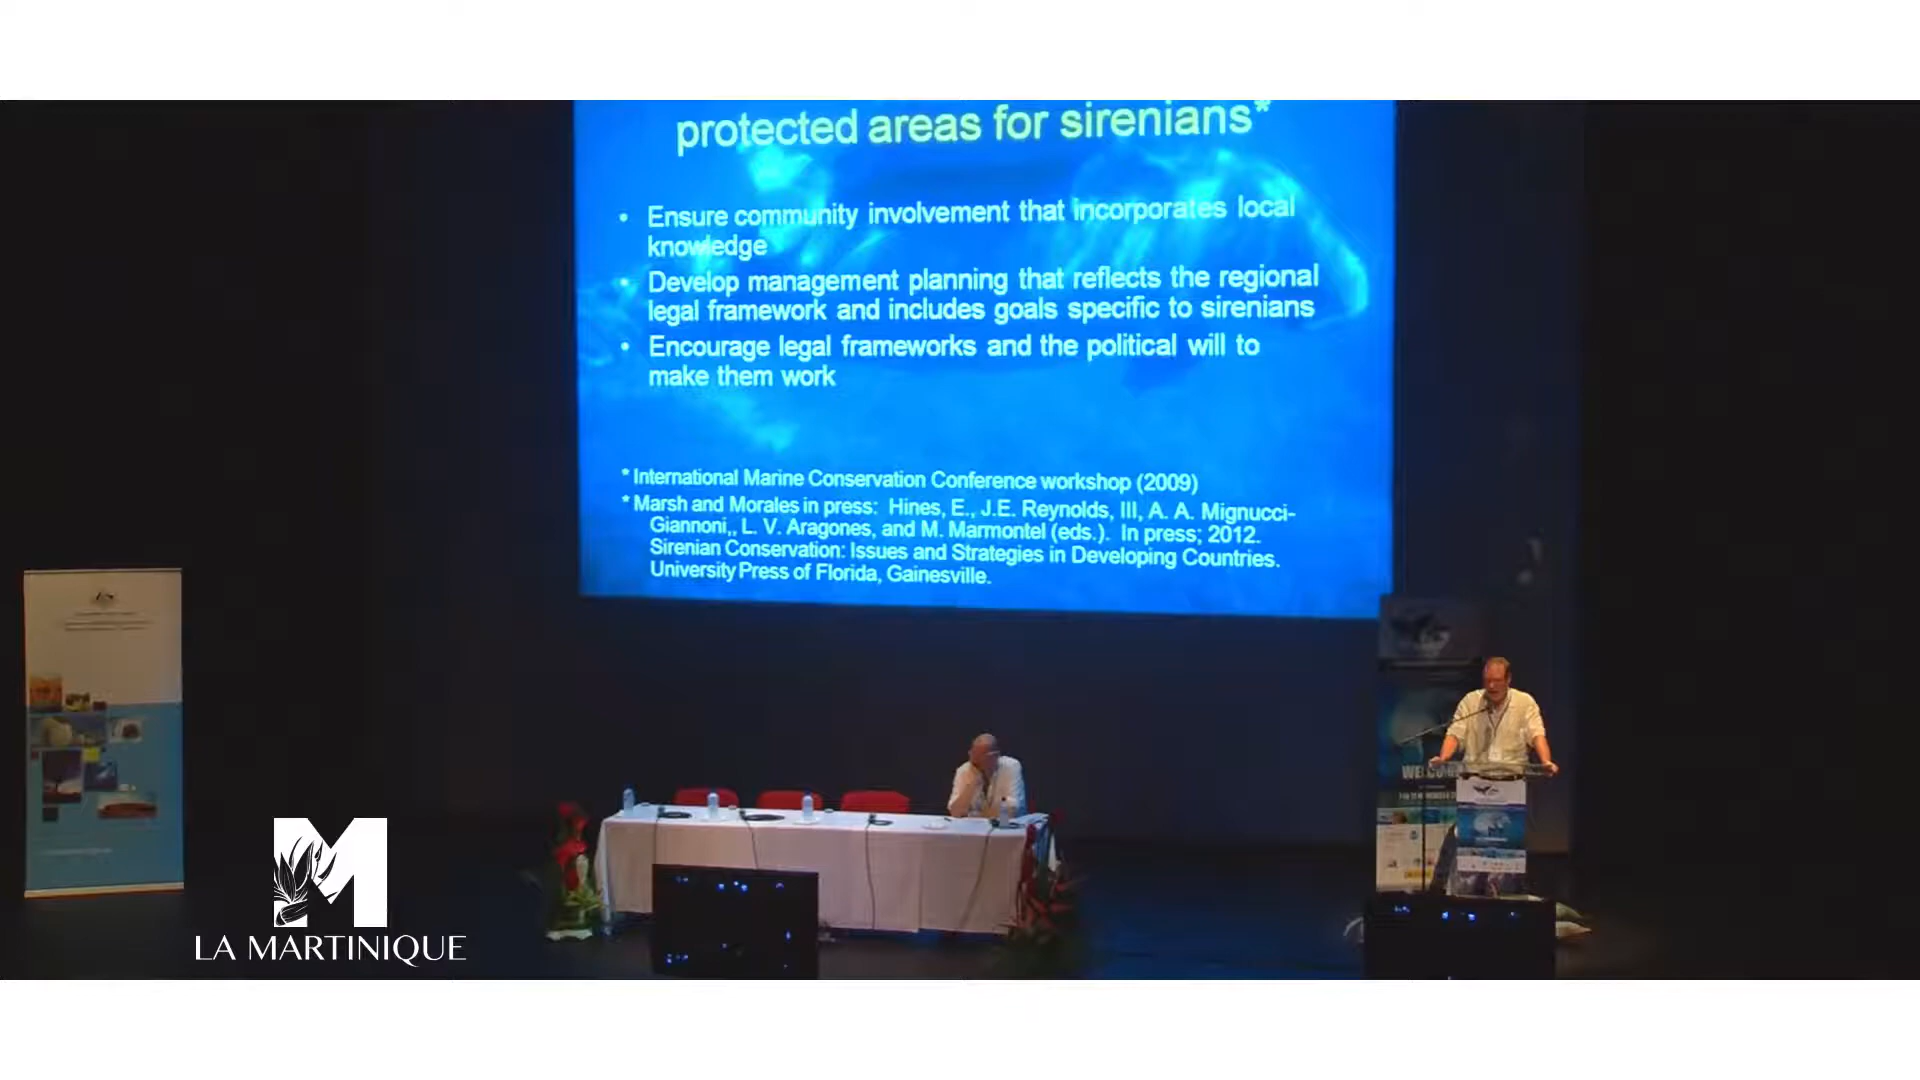 protected areas for sirenians*
• Ensure community involvement that incorporates local
knowledge
• Develop management planning that reflects the regional
legal framework and includes goals specific to sirenians
• Encourage legal frameworks and the political will to
make them work
* International Marine Conservation Conference workshop (2009)
* Marsh and Morales in press: Hines, E., J.E. Reynolds, III, A. A. Mignucci-
Giannoni,, L. V. Aragones, and M. Marmontel (eds.). In press; 2012.
Sirenian Conservation: Issues and Strategies in Developing Countries.
University Press of Florida, Gainesville.
M
LA MARTINIQUE